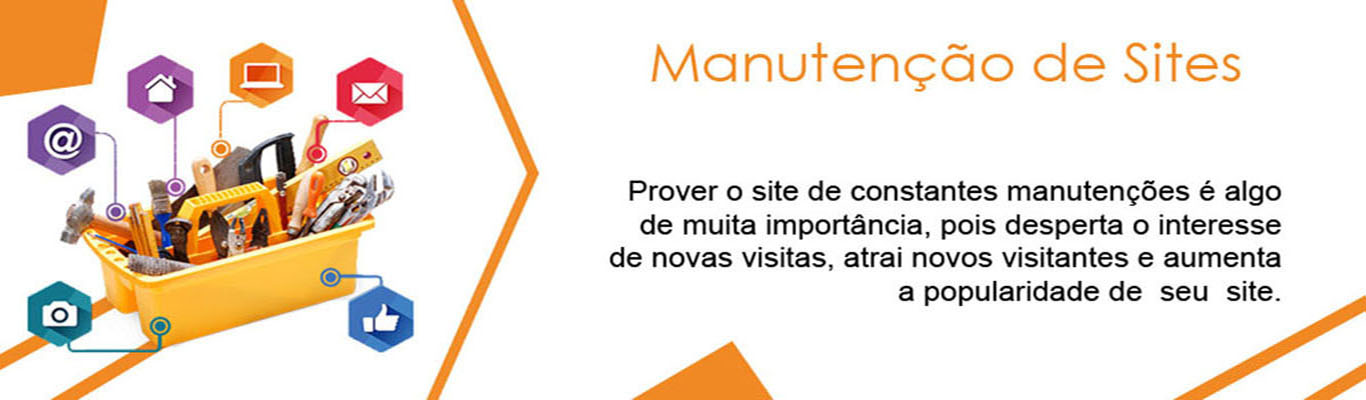 Manutenção de Sites
Prover o site de constantes manutenções é algo
de muita importância, pois desperta o interesse
de novas visitas, atrai novos visitantes e aumenta
a popularidade de seu site.
@